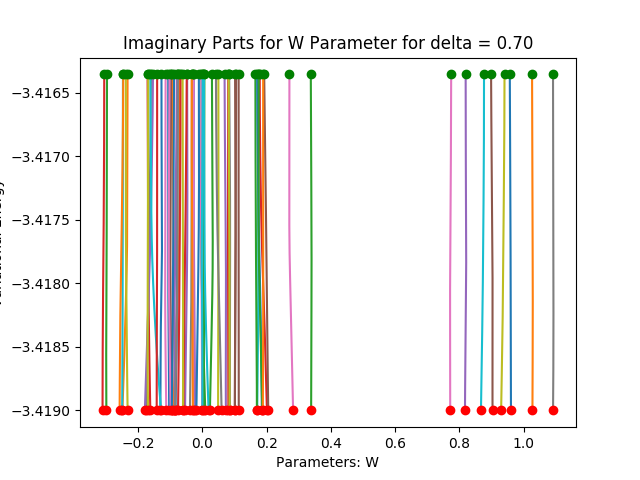 Imaginary Parts for W Parameter for delta = 0.70
−3.4165
−3.4170
−3.4175
−3.4180
−3.4185
−3.4190
−0.2 0.0 0.2 0.4 0.6 0.8 1.0
Parameters: W